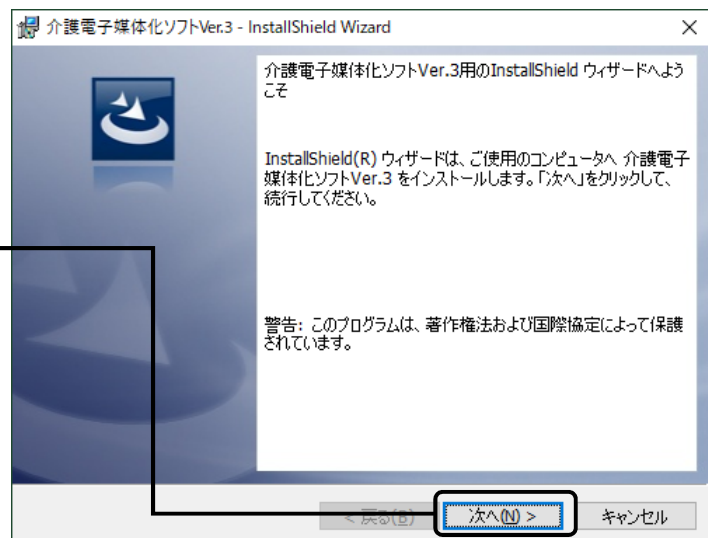 介護電子媒体化ソフトVer.3 - InstallShield Wizard
介護電子媒体化ソフトVer.3用のInstallShield ウィザードへよう
こそ
InstallShield(R) ウィザードは、ご使用のコンピュータへ 介護電子
媒体化ソフトVer.3 をインストールします。「次へ」をクリックして、
続行してください。
警告: このプログラムは、著作権法および国際協定によって保護
されています。
< 戻る(B) 次へ(N) > キャンセル